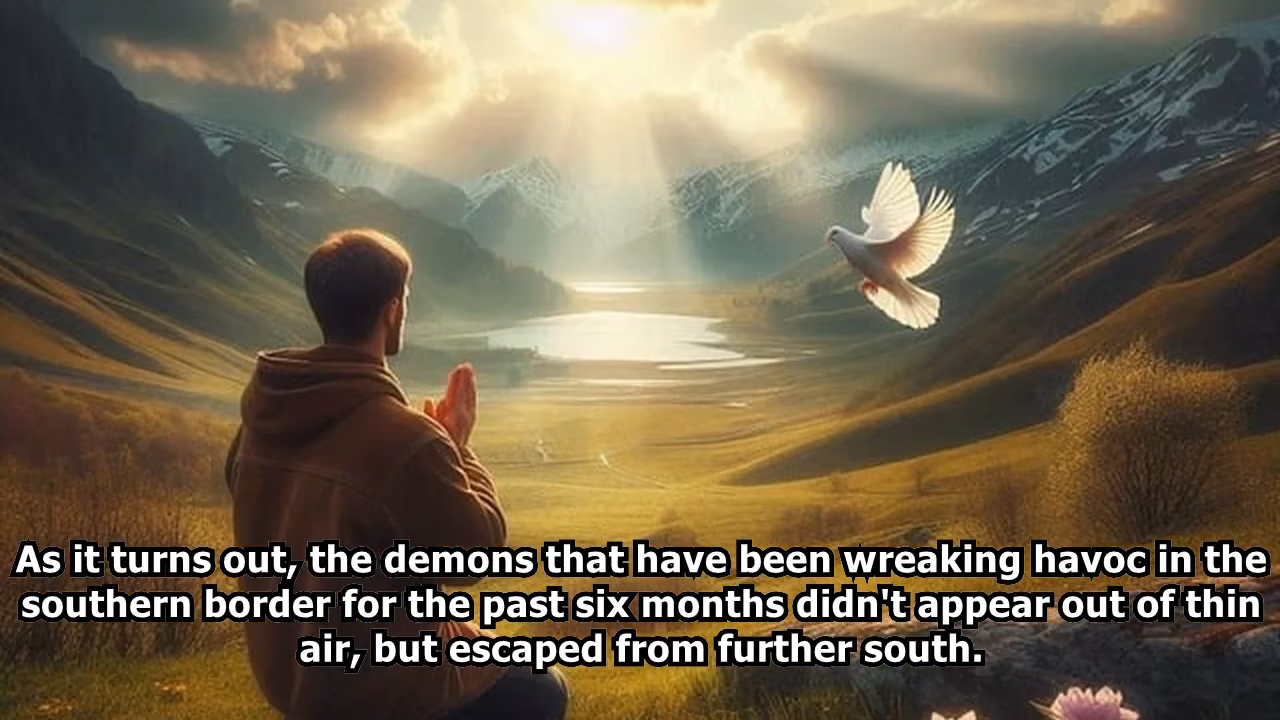 As it turns out, the demons that have been wreaking havoc in the
southern border for the past six months didn't appear out of thin
air, but escaped from further south.